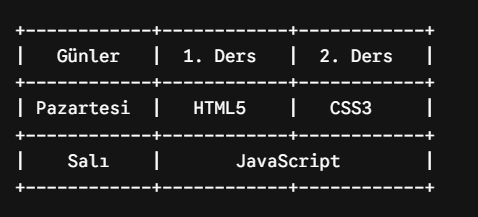 +------------+------------+------------+
|   Günler   |  1. Ders   |  2. Ders   |
+------------+------------+------------+
| Pazartesi  |   HTML5    |   CSS3     |
+------------+------------+------------+
|    Salı    |       JavaScript        |
+------------+------------+------------+